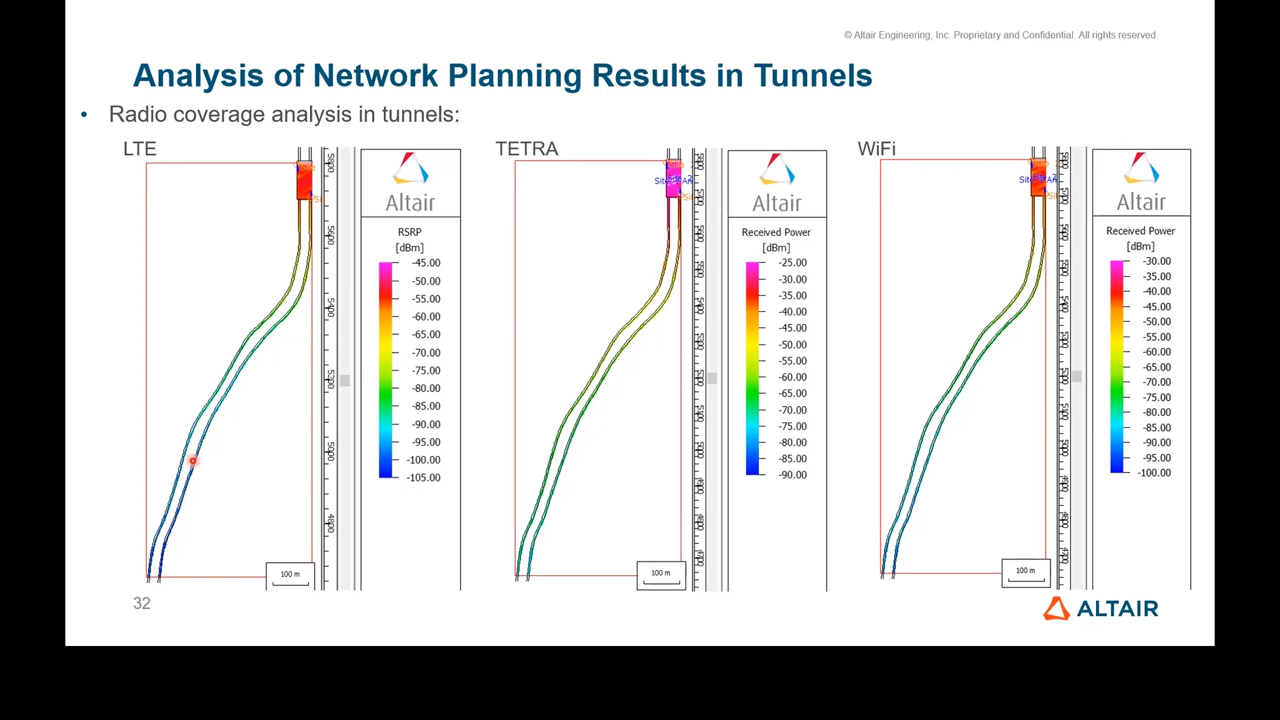 © Altair Engineering, Inc. Proprietary and Confidential. All rights reserved.
Analysis of Network Planning Results in Tunnels
• Radio coverage analysis in tunnels:
LTE
Altair
RSRP
[dBm]
-45.00
-50.00
-55.00
-60.00
-65.00
-70.00
-75.00
-80.00
-85.00
-90.00
-95.00
-100.00
-105.00
5600
5400
5200
5000
4800
100 m
TETRA
Altair
Received Power
[dBm]
-25.00
-30.00
-35.00
-40.00
-45.00
-50.00
-55.00
-60.00
-65.00
-70.00
-75.00
-80.00
-85.00
-90.00
100 m
WiFi
Altair
Received Power
[dBm]
-30.00
-35.00
-40.00
-45.00
-50.00
-55.00
-60.00
-65.00
-70.00
-75.00
-80.00
-85.00
-90.00
-95.00
-100.00
100 m
32
ALTAIR